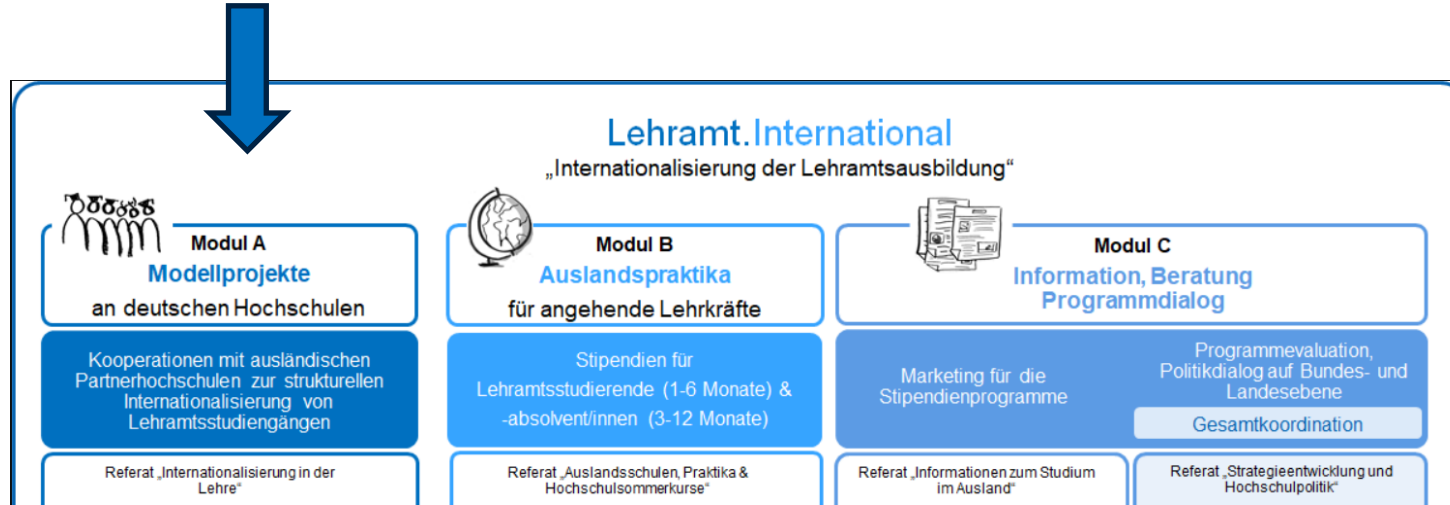 Lehramt.International
„Internationalisierung der Lehramtsausbildung“
Modul A
Modellprojekte
an deutschen Hochschulen
Kooperationen mit ausländischen
Partnerhochschulen zur strukturellen
Internationalisierung von
Lehramtsstudiengängen
Referat „Internationalisierung in der
Lehre“
Modul B
Auslandspraktika
für angehende Lehrkräfte
Stipendien für
Lehramtsstudierende (1-6 Monate) &
-absolvent/innen (3-12 Monate)
Referat „Auslandsschulen, Praktika &
Hochschulsommerkurse“
Modul C
Information, Beratung
Programmdialog
Marketing für die
Stipendienprogramme
Referat „Informationen zum Studium
im Ausland“
Programmevaluation,
Politikdialog auf Bundes- und
Landesebene
Gesamtkoordination
Referat „Strategieentwicklung und
Hochschulpolitik“